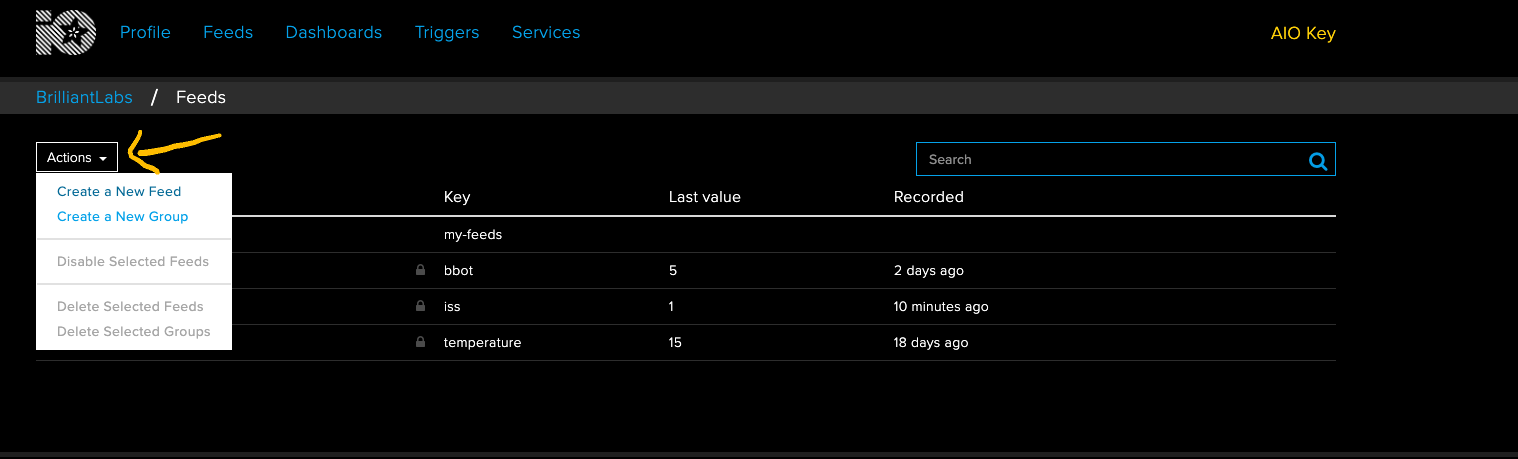 iO
Profile Feeds Dashboards Triggers Services AIO Key
BrilliantLabs / Feeds
Actions
Search
Create a New Feed
Create a New Group
Disable Selected Feeds
Delete Selected Feeds
Delete Selected Groups
Key Last value Recorded
my-feeds
bbot 5 2 days ago
iss 1 10 minutes ago
temperature 15 18 days ago